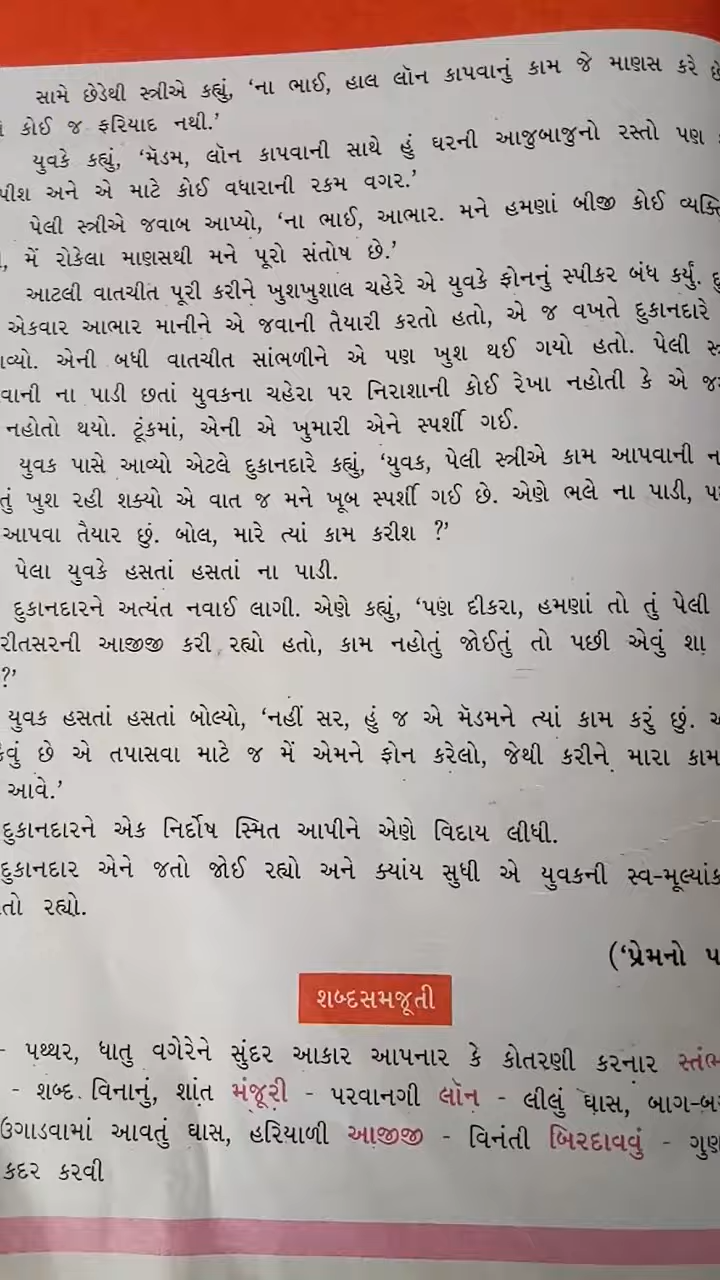 સામે છેડેથી સ્ત્રીએ કહ્યું, ‘ના ભાઈ, હાલ લૉન કાપવાનું કામ જે માણસ કરે છે
કોઈ જ ફરિયાદ નથી.’
યુવકે કહ્યું, ‘મૅડમ, લૉન કાપવાની સાથે હું ઘરની આજુબાજુનો રસ્તો પણ
પીશ અને એ માટે કોઈ વધારાની રકમ વગર.’
પેલી સ્ત્રીએ જવાબ આપ્યો, ‘ના ભાઈ, આભાર. મને હમણાં બીજી કોઈ વ્યક્તિ
, મેં રોકેલા માણસથી મને પૂરો સંતોષ છે.’
આટલી વાતચીત પૂરી કરીને ખુશખુશાલ ચહેરે એ યુવકે ફોનનું સ્પીકર બંધ કર્યું.
એકવાર આભાર માનીને એ જવાની તૈયારી કરતો હતો, એ જ વખતે દુકાનદારે
વ્યો. એની બધી વાતચીત સાંભળીને એ પણ ખુશ થઈ ગયો હતો. પેલી
વાની ના પાડી છતાં યુવકના ચહેરા પર નિરાશાની કોઈ રેખા નહોતી કે એ જ
નહોતો થયો. ટૂંકમાં, એની એ ખુમારી એને સ્પર્શી ગઈ.
યુવક પાસે આવ્યો એટલે દુકાનદારે કહ્યું, ‘યુવક, પેલી સ્ત્રીએ કામ આપવાની ન
તું ખુશ રહી શક્યો એ વાત જ મને ખૂબ સ્પર્શી ગઈ છે. એણે ભલે ના પાડી, પ
આપવા તૈયાર છું. બોલ, મારે ત્યાં કામ કરીશ ?’
પેલા યુવકે હસતાં હસતાં ના પાડી.
દુકાનદારને અત્યંત નવાઈ લાગી. એણે કહ્યું, ‘પણ દીકરા, હમણાં તો તું પેલી
રીતસરની આજીજી કરી રહ્યો હતો, કામ નહોતું જોઈતું તો પછી એવું શા
?’
યુવક હસતાં હસતાં બોલ્યો, ‘નહીં સર, હું જ એ મૅડમને ત્યાં કામ કરું છું.
કેવું છે એ તપાસવા માટે જ મેં એમને ફોન કરેલો, જેથી કરીને મારા કામ
આવે.’
દુકાનદારને એક નિર્દોષ સ્મિત આપીને એણે વિદાય લીધી.
દુકાનદાર એને જતો જોઈ રહ્યો અને ક્યાંય સુધી એ યુવકની સ્વ-મૂલ્યાંક
તો રહ્યો.
(‘પ્રેમનો પ
શબ્દસમજૂતી
- પથ્થર, ધાતુ વગેરેને સુંદર આકાર આપનાર કે કોતરણી કરનાર સ્તંભ
- શબ્દ વિનાનું, શાંત મંજૂરી - પરવાનગી લૉન - લીલું ઘાસ, બાગ-બ
ઉગાડવામાં આવતું ઘાસ, હરિયાળી આજીજી - વિનંતી બિરદાવવું - ગુણ
કદર કરવી